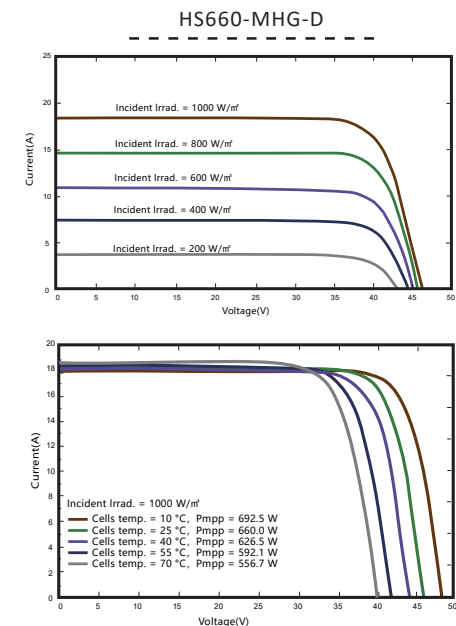 HS660-MHG-D
25
20
15
10
5
0
Current(A)
Incident Irrad. = 1000 W/㎡
Incident Irrad. = 800 W/㎡
Incident Irrad. = 600 W/㎡
Incident Irrad. = 400 W/㎡
Incident Irrad. = 200 W/㎡
0 5 10 15 20 25 30 35 40 45 50
Voltage(V)
20
18
16
14
12
10
8
6
4
2
0
Current(A)
Incident Irrad. = 1000 W/㎡
Cells temp. = 10 °C, Pmpp = 692.5 W
Cells temp. = 25 °C, Pmpp = 660.0 W
Cells temp. = 40 °C, Pmpp = 626.5 W
Cells temp. = 55 °C, Pmpp = 592.1 W
Cells temp. = 70 °C, Pmpp = 556.7 W
0 5 10 15 20 25 30 35 40 45 50
Voltage(V)